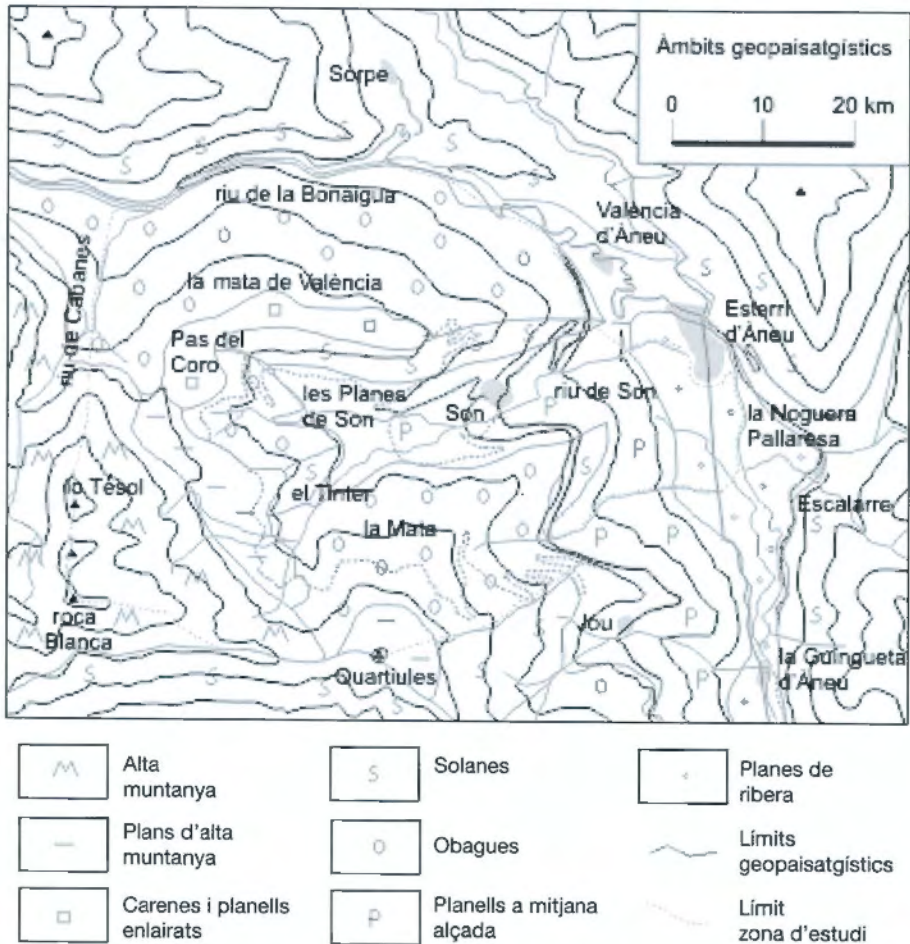 Àmbits geopaisatgístics
0 10 20 km
Sorpe
riu de la Bonaigua
València
d'Àneu
riu de Cabanes
la mata de València
Esterri
d'Àneu
Pas del
Coro
les Planes
de Son
Son
riu de Son
la Noguera
Pallaresa
lo Tésol
el Tinter
Escalarre
la Mata
roca
Blanca
Jou
Quartiules
la Guingueta
d'Àneu
Alta
muntanya
Solanes
Planes de
ribera
Plans d'alta
muntanya
Obagues
Límits
geopaisatgístics
Carenes i planells
enlairats
Planells a mitjana
alçada
Límit
zona d'estudi